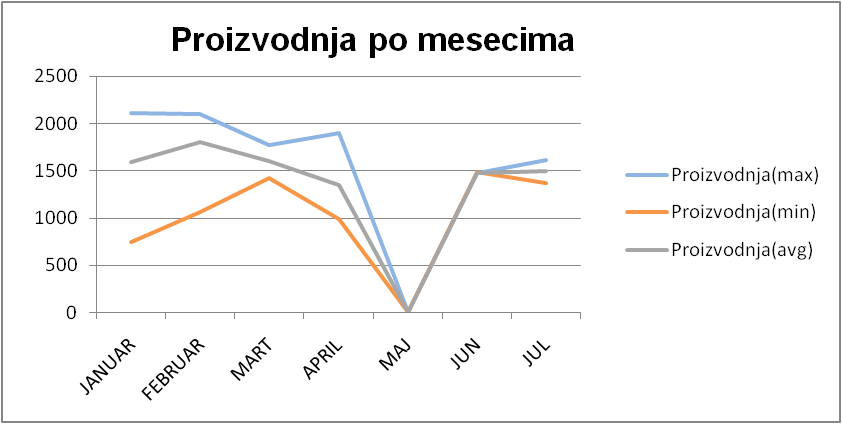 Proizvodnja po mesecima
2500
2000
1500
1000
500
0
JANUAR
FEBRUAR
MART
APRIL
MAJ
JUN
JUL
Proizvodnja(max)
Proizvodnja(min)
Proizvodnja(avg)